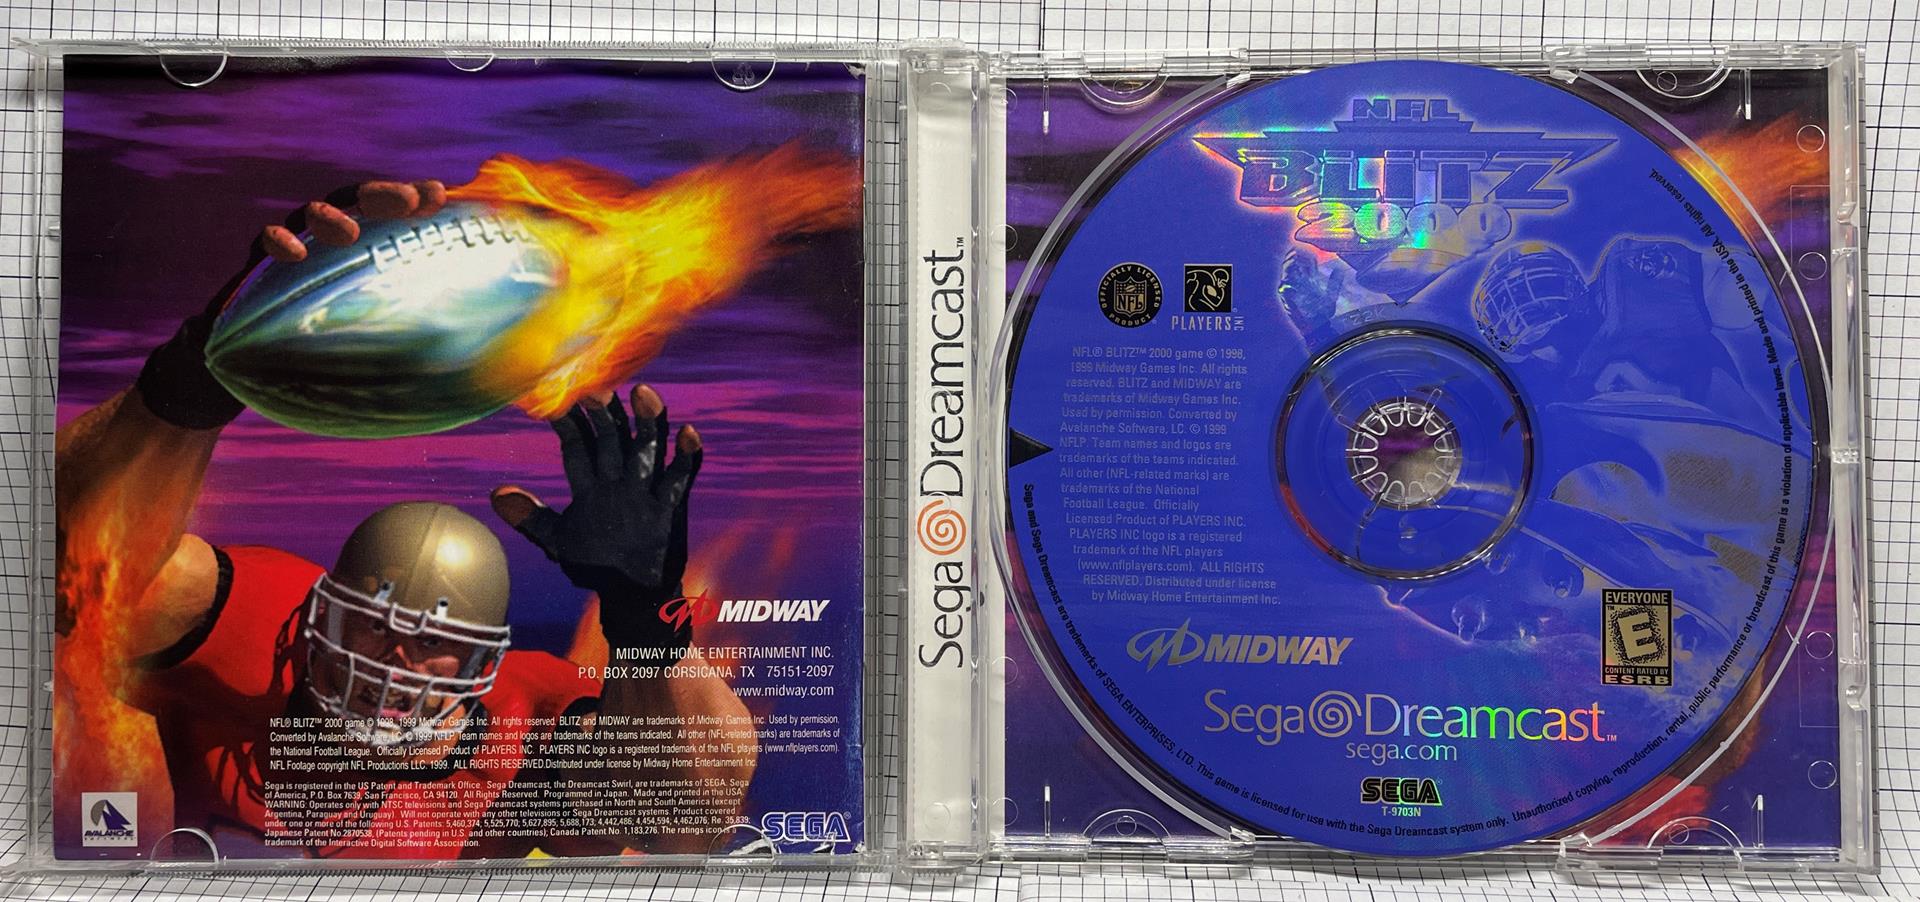 MIDWAY
MIDWAY HOME ENTERTAINMENT INC.
P.O. BOX 2097 CORSICANA, TX 75151-2097
www.midway.com
NFL® BLITZ™ 2000 game © 1998, 1999 Midway Games Inc. All rights reserved. BLITZ and MIDWAY are trademarks of Midway Games Inc. Used by permission.
Converted by Avalanche Software, LC. © 1999 NFLP. Team names and logos are trademarks of the teams indicated. All other (NFL-related marks) are trademarks of
the National Football League. Officially Licensed Product of PLAYERS INC. PLAYERS INC logo is a registered trademark of the NFL players (www.nflplayers.com).
NFL Footage copyright NFL Productions LLC. 1999. ALL RIGHTS RESERVED.Distributed under license by Midway Home Entertainment Inc.
Sega is registered in the US Patent and Trademark Office. Sega Dreamcast, the Dreamcast Swirl, are trademarks of SEGA. Sega
of America, P.O. Box 7639, San Francisco, CA 94120. All Rights Reserved. Programmed in Japan. Made and printed in the USA.
WARNING: Operates only with NTSC televisions and Sega Dreamcast systems purchased in North and South America (except
Argentina, Paraguay and Uruguay). Will not operate with any other televisions or Sega Dreamcast systems. Product covered
under one or more of the following U.S. Patents: 5,460,374; 5,525,770; 5,627,895; 5,688,173; 4,442,486; 4,454,594; 4,462,076; Re. 35,839;
Japanese Patent No.2870538, (Patents pending in U.S. and other countries); Canada Patent No. 1,183,276. The ratings icon is a
trademark of the Interactive Digital Software Association.
AVALANCHE
SOFTWARE
SEGA®
Sega Dreamcast™
NFL
BLITZ
2000
OFFICIALLY LICENSED
NFL
PRODUCT
PLAYERS INC
NFL® BLITZ™ 2000 game © 1998,
1996 Midway Games Inc. All rights
reserved. BLITZ and MIDWAY are
trademarks of Midway Games Inc.
Used by permission. Converted by
Avalanche Software, LC. © 1999
NFLP. Team names and logos are
trademarks of the teams indicated.
All other (NFL-related marks) are
trademarks of the National
Football League. Officially
Licensed Product of PLAYERS INC.
PLAYERS INC logo is a registered
trademark of the NFL players
(www.nflplayers.com). ALL RIGHTS
RESERVED. Distributed under license
by Midway Home Entertainment Inc.
MIDWAY
EVERYONE
E
CONTENT RATED BY
ESRB
Sega Dreamcast™
sega.com
SEGA®
T-9703N
Sega and Sega Dreamcast are trademarks of SEGA ENTERPRISES, LTD. This game is licensed for use with the Sega Dreamcast system only. Unauthorized copying, reproduction, rental, public performance or broadcast of this game is a violation of applicable laws. Made and printed in the USA. All rights reserved.